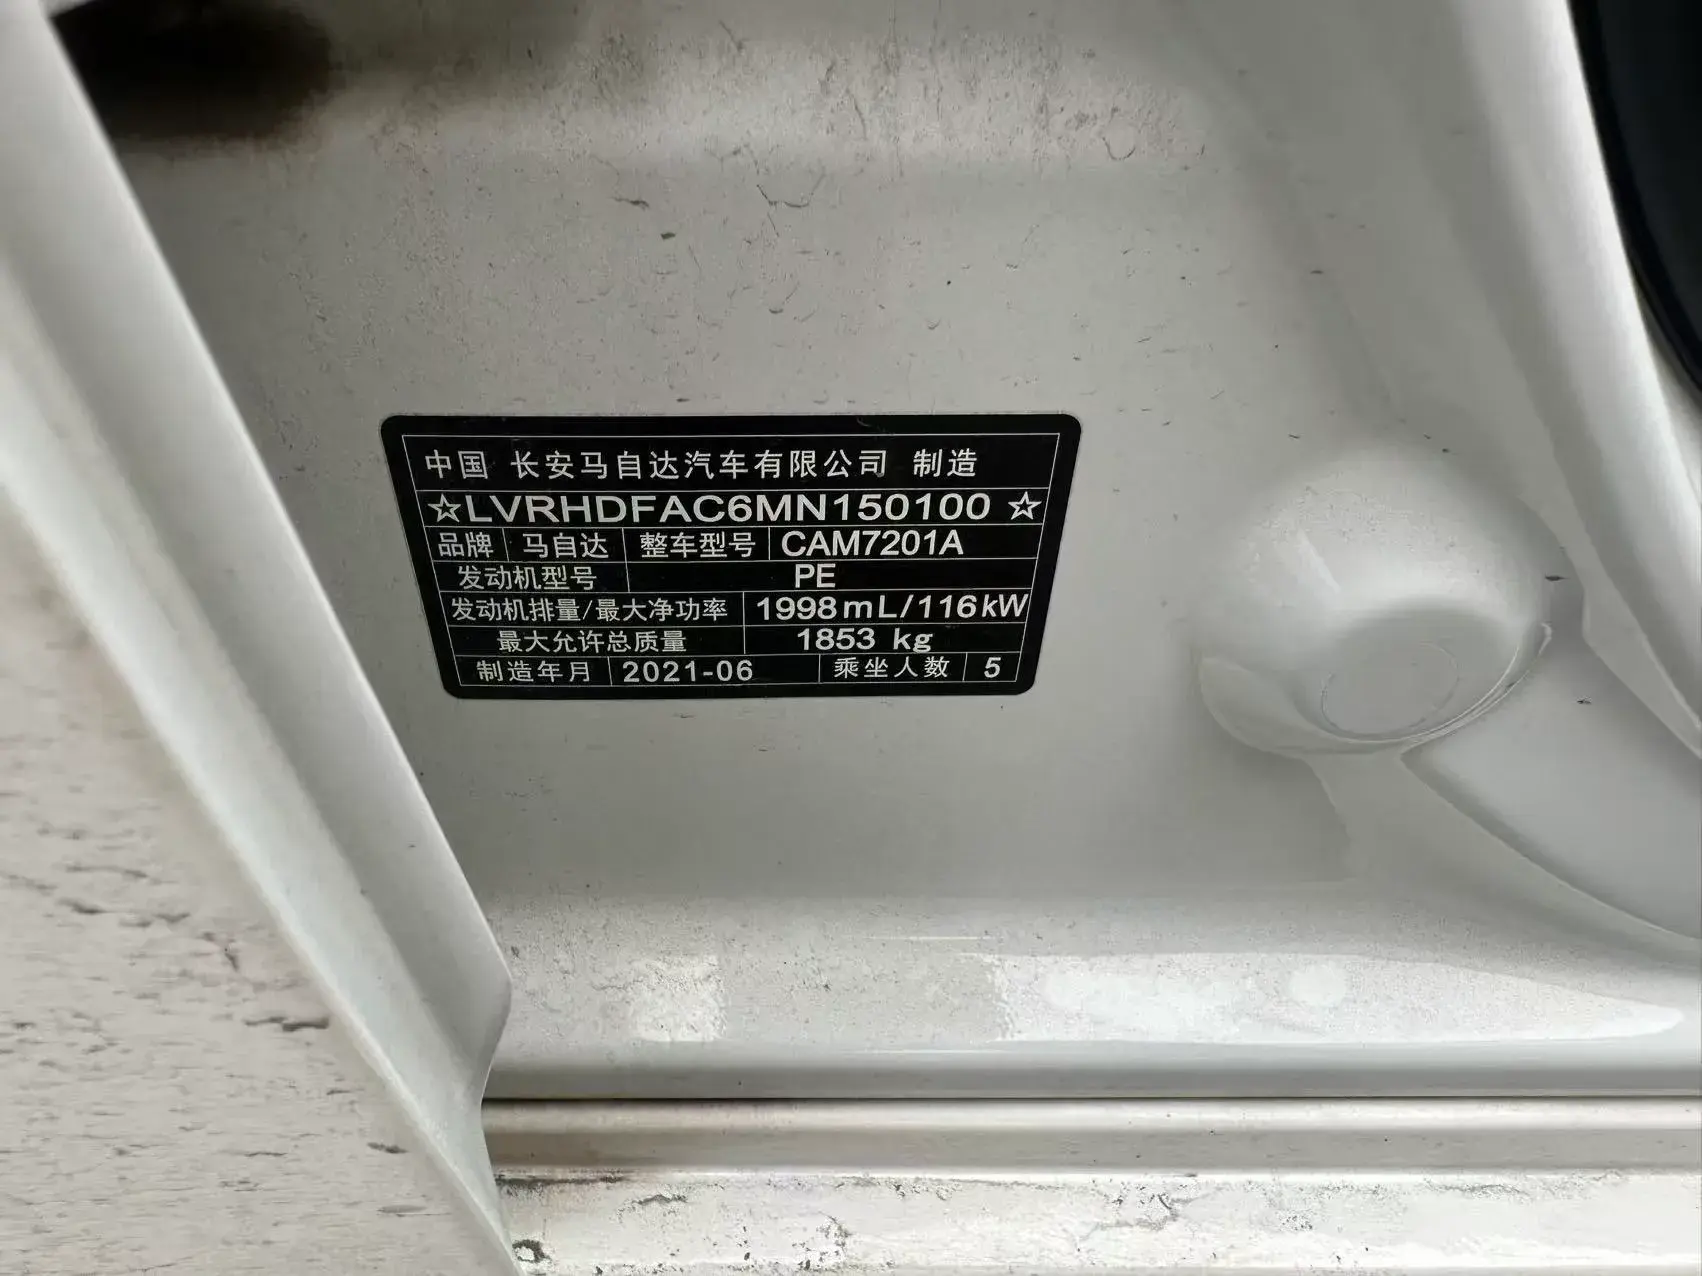 中国 长安马自达汽车有限公司 制造
☆LVRHDFAC6MN150100☆
品牌 马自达 整车型号 CAM7201A
发动机型号 PE
发动机排量/最大净功率 1998mL/116kW
最大允许总质量 1853 kg
制造年月 2021-06 乘坐人数 5